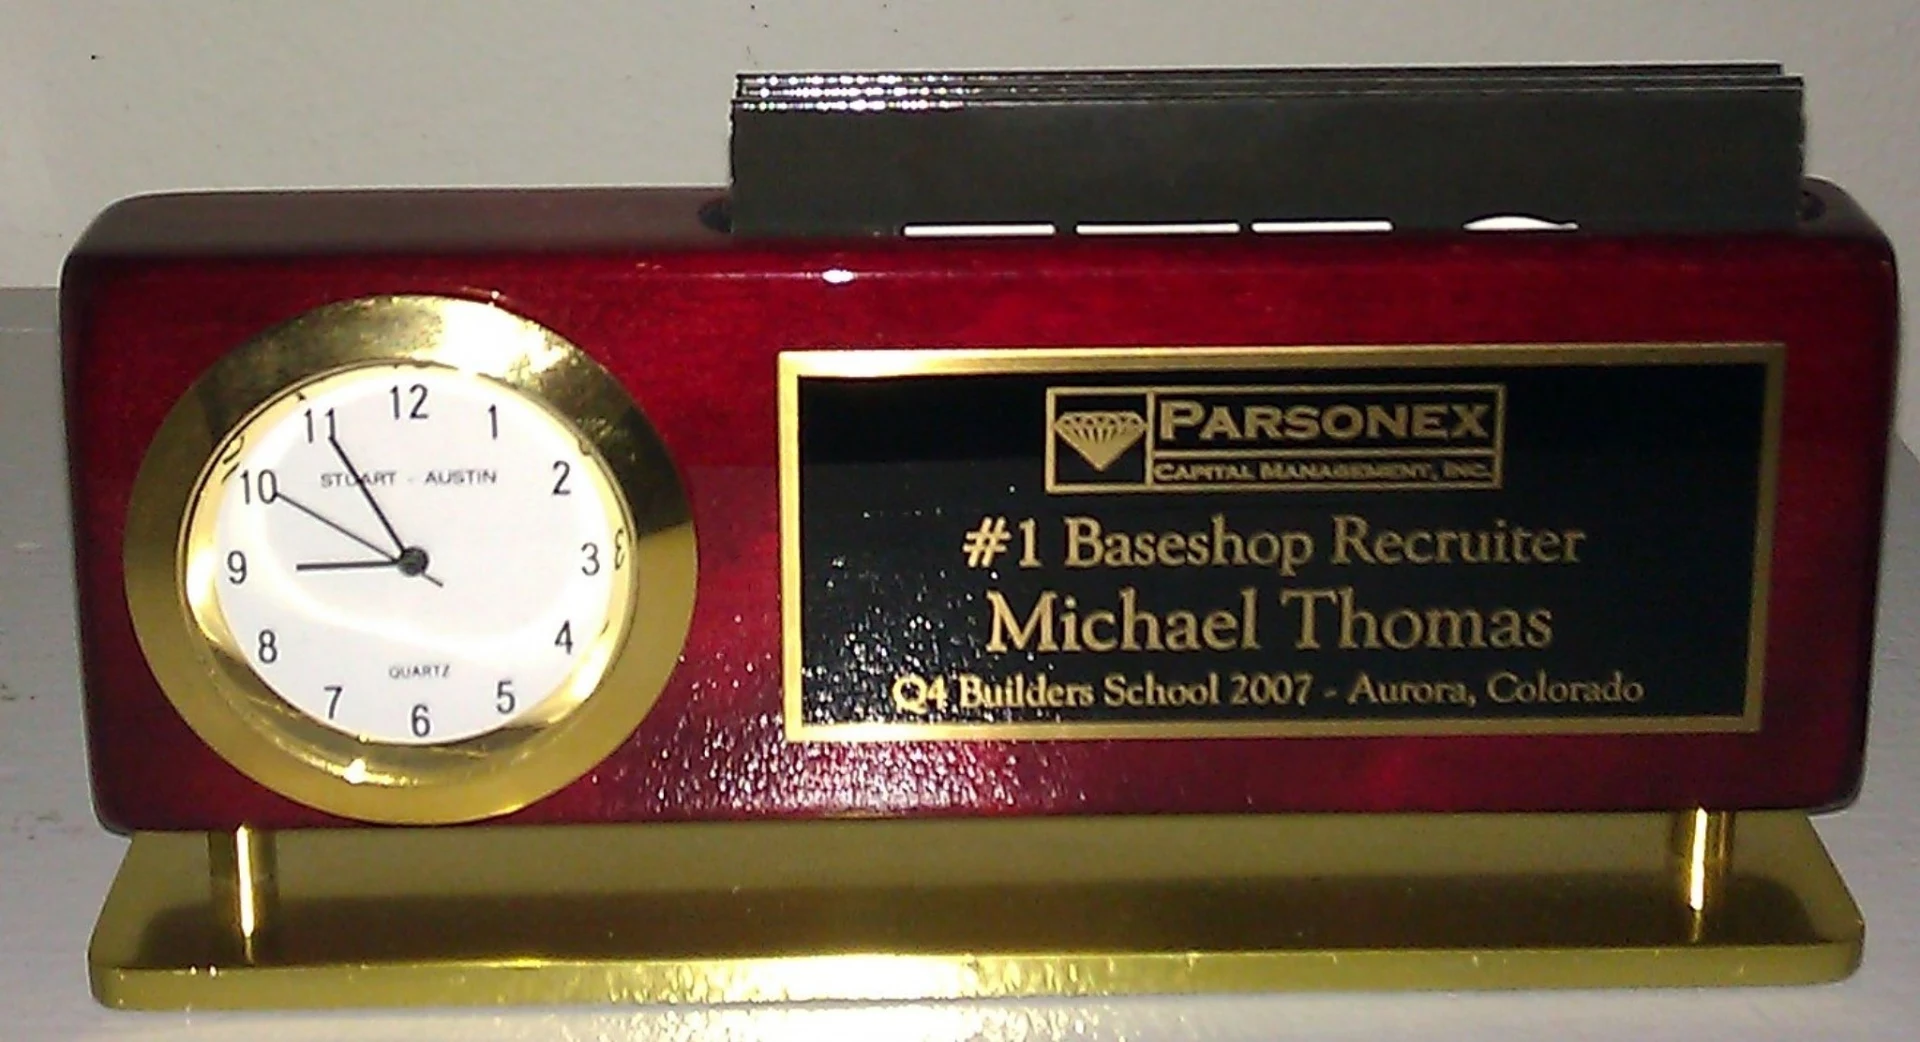 12
11 1
10 2
STUART - AUSTIN
9 3
8 4
QUARTZ
7 5
6
PARSONEX
CAPITAL MANAGEMENT, INC.
#1 Baseshop Recruiter
Michael Thomas
Q4 Builders School 2007 - Aurora, Colorado